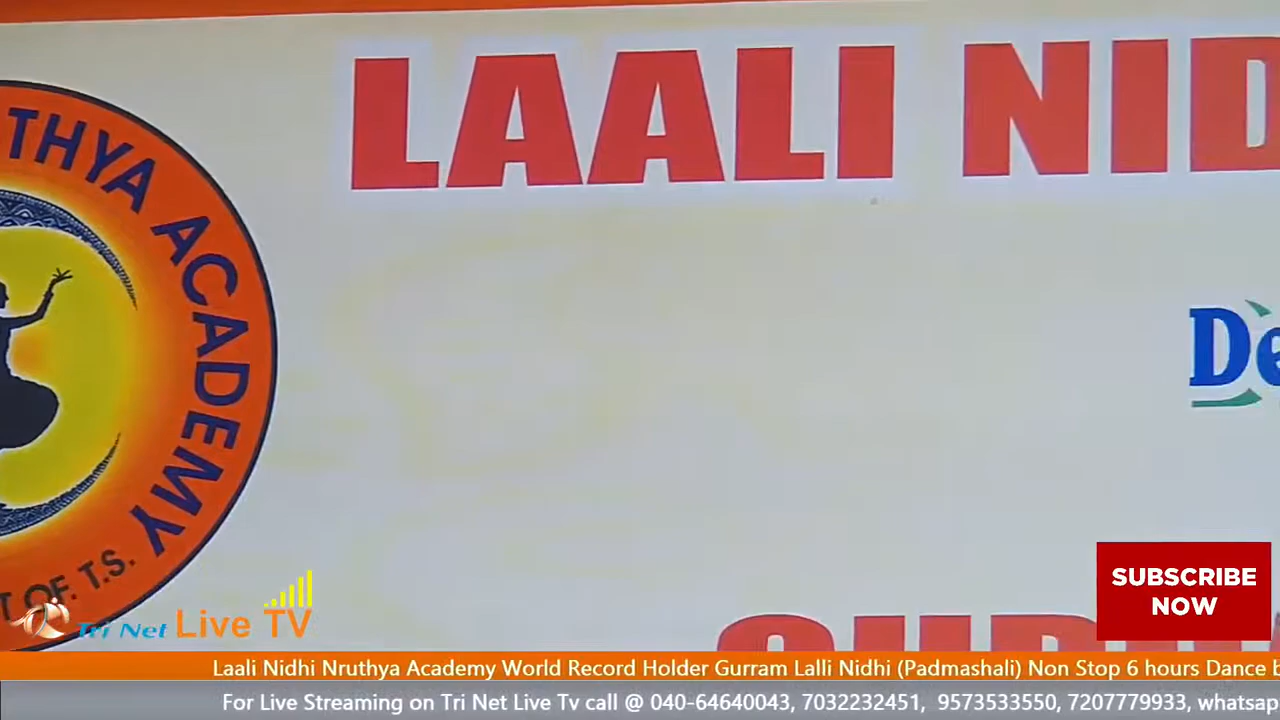 LAALI NID
THYA ACADEMY
T OF. T.S.
De
SUBSCRIBE
NOW
Tri Net Live TV
Laali Nidhi Nruthya Academy World Record Holder Gurram Lalli Nidhi (Padmashali) Non Stop 6 hours Dance b
For Live Streaming on Tri Net Live Tv call @ 040-64640043, 7032232451, 9573533550, 7207779933, whatsap